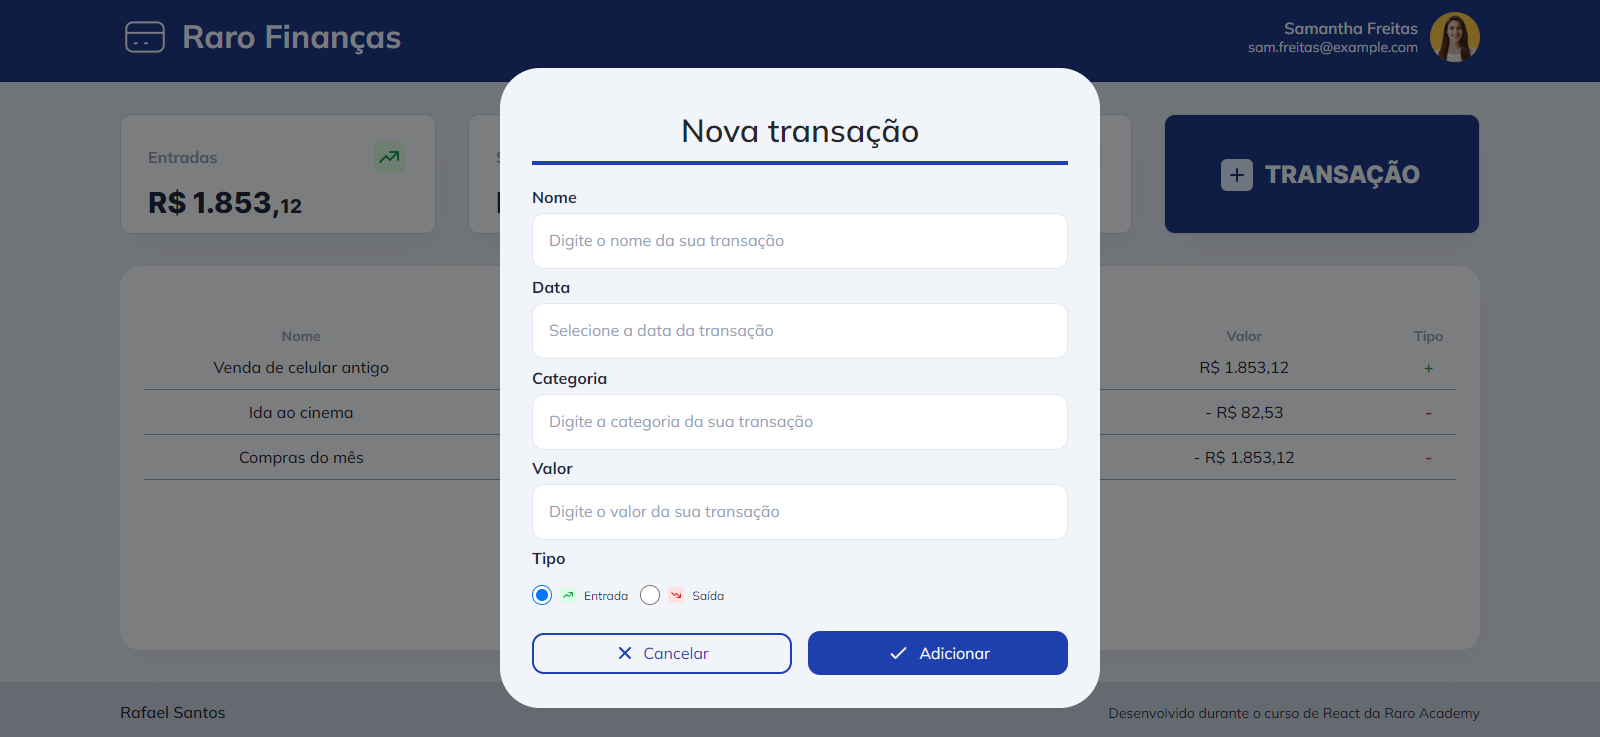 Raro Finanças
Samantha Freitas
sam.freitas@example.com
Entradas
R$ 1.853,12
TRANSAÇÃO
Nova transação
Nome
Digite o nome da sua transação
Data
Selecione a data da transação
Categoria
Digite a categoria da sua transação
Valor
Digite o valor da sua transação
Tipo
Entrada Saída
Cancelar Adicionar
Nome Valor Tipo
Venda de celular antigo R$ 1.853,12 +
Ida ao cinema - R$ 82,53 -
Compras do mês - R$ 1.853,12 -
Rafael Santos
Desenvolvido durante o curso de React da Raro Academy